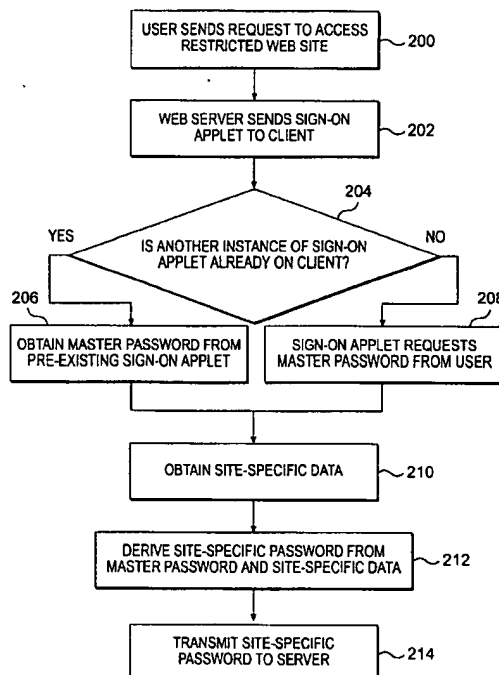 USER SENDS REQUEST TO ACCESS
RESTRICTED WEB SITE
200
WEB SERVER SENDS SIGN-ON
APPLET TO CLIENT
202
204
YES
NO
IS ANOTHER INSTANCE OF SIGN-ON
APPLET ALREADY ON CLIENT?
206
208
OBTAIN MASTER PASSWORD FROM
PRE-EXISTING SIGN-ON APPLET
SIGN-ON APPLET REQUESTS
MASTER PASSWORD FROM USER
OBTAIN SITE-SPECIFIC DATA
210
DERIVE SITE-SPECIFIC PASSWORD FROM
MASTER PASSWORD AND SITE-SPECIFIC DATA
212
TRANSMIT SITE-SPECIFIC
PASSWORD TO SERVER
214